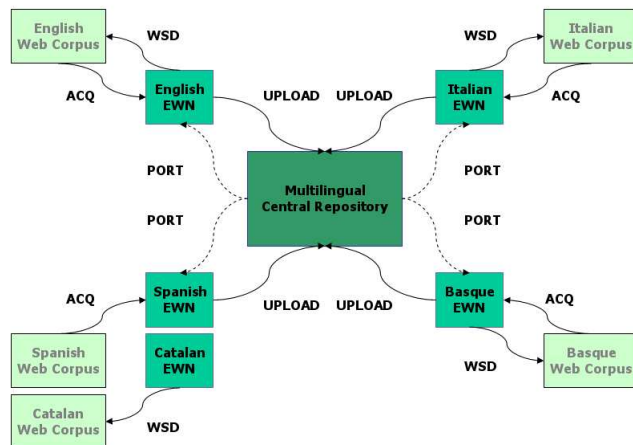 English
Web Corpus
WSD
WSD
Italian
Web Corpus
ACQ
English
EWN
UPLOAD
UPLOAD
Italian
EWN
ACQ
PORT
PORT
Multilingual
Central Repository
PORT
PORT
ACQ
Spanish
EWN
UPLOAD
UPLOAD
Basque
EWN
ACQ
Spanish
Web Corpus
Catalan
EWN
WSD
Basque
Web Corpus
Catalan
Web Corpus
WSD